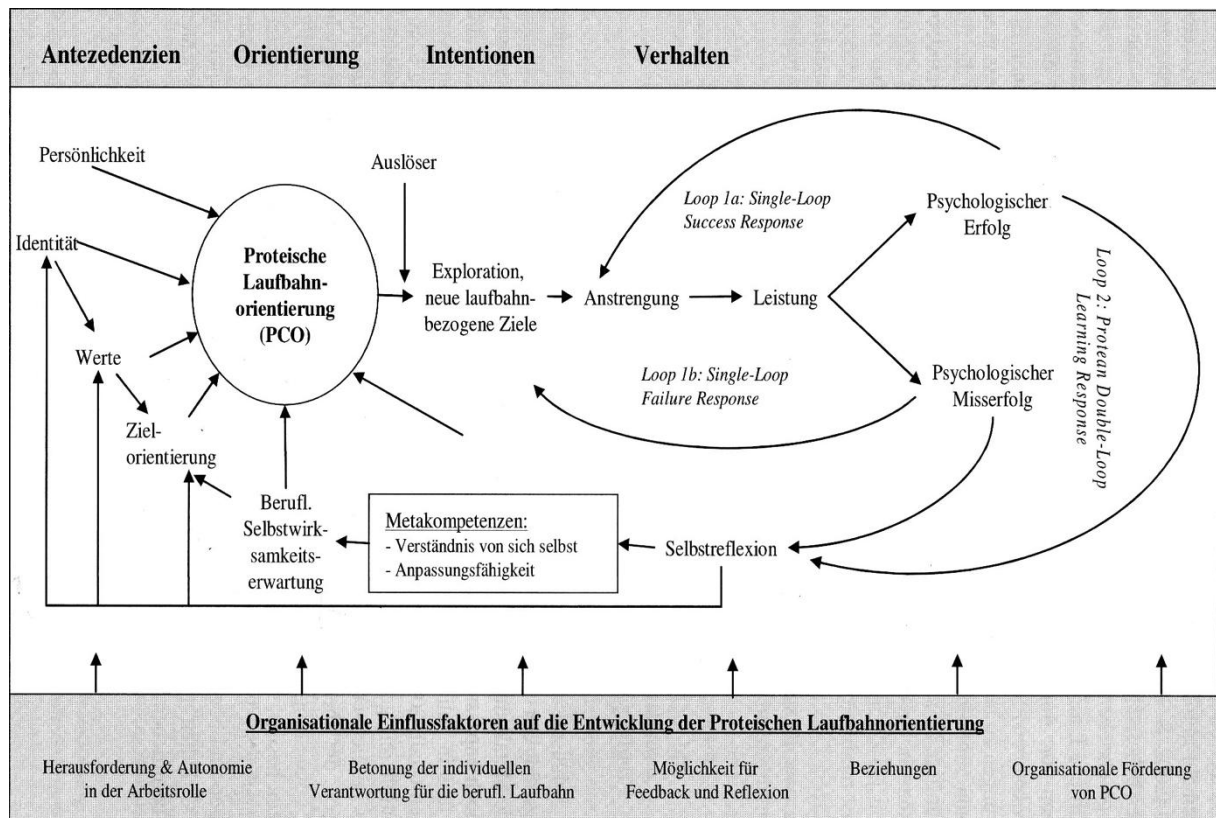 Antezedenzien Orientierung Intentionen Verhalten
Persönlichkeit
Auslöser
Identität
Proteische
Laufbahn-
orientierung
(PCO)
Exploration,
neue laufbahn-
bezogene Ziele
Anstrengung
Leistung
Loop 1a: Single-Loop
Success Response
Psychologischer
Erfolg
Loop 2: Protean Double-Loop
Learning Response
Werte
Loop 1b: Single-Loop
Failure Response
Psychologischer
Misserfolg
Ziel-
orientierung
Berufl.
Selbstwirk-
samkeits-
erwartung
Metakompetenzen:
- Verständnis von sich selbst
- Anpassungsfähigkeit
Selbstreflexion
Organisationale Einflussfaktoren auf die Entwicklung der Proteischen Laufbahnorientierung
Herausforderung & Autonomie
in der Arbeitsrolle
Betonung der individuellen
Verantwortung für die berufl. Laufbahn
Möglichkeit für
Feedback und Reflexion
Beziehungen
Organisationale Förderung
von PCO